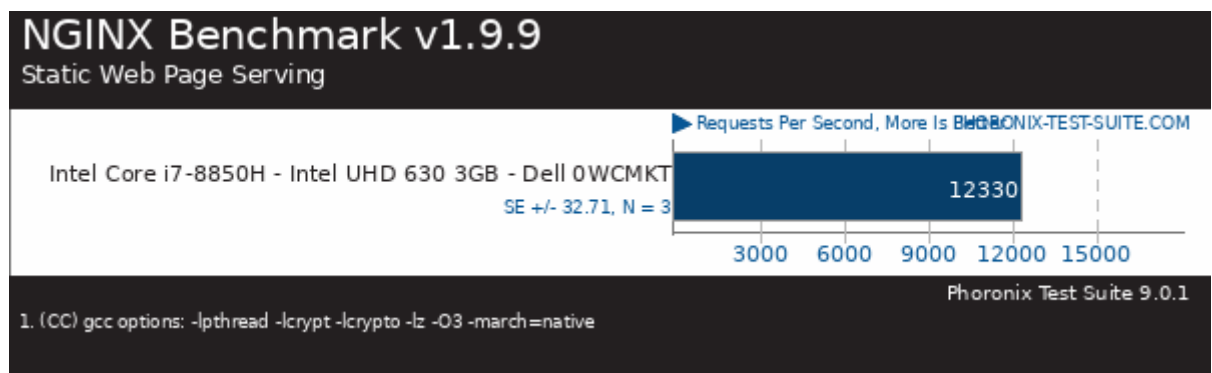 NGINX Benchmark v1.9.9
Static Web Page Serving
Requests Per Second, More Is Better
PHORONIX-TEST-SUITE.COM
Intel Core i7-8850H - Intel UHD 630 3GB - Dell 0WCMKT
12330
SE +/- 32.71, N = 3
3000 6000 9000 12000 15000
Phoronix Test Suite 9.0.1
1. (CC) gcc options: -lpthread -lcrypt -lcrypto -lz -O3 -march=native